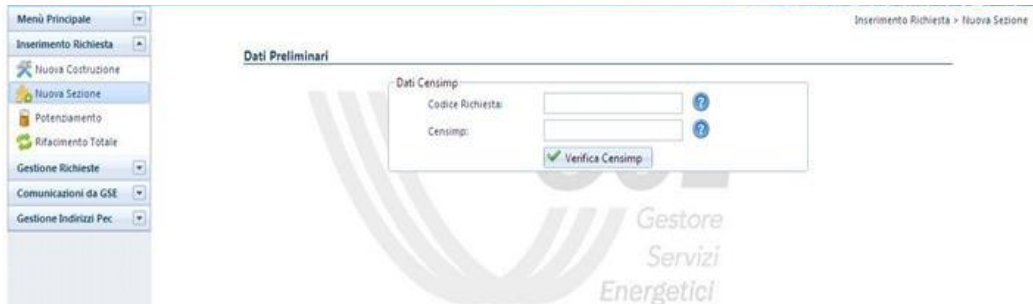 Menù Principale
Inserimento Richiesta > Nuova Sezione
Inserimento Richiesta
Nuova Costruzione
Nuova Sezione
Potenziamento
Rifacimento Totale
Gestione Richieste
Comunicazioni da GSE
Gestione Indirizzi Pec
Dati Preliminari
Dati Censimp
Codice Richiesta:
Censimp:
Verifica Censimp
Gestore
Servizi
Energetici